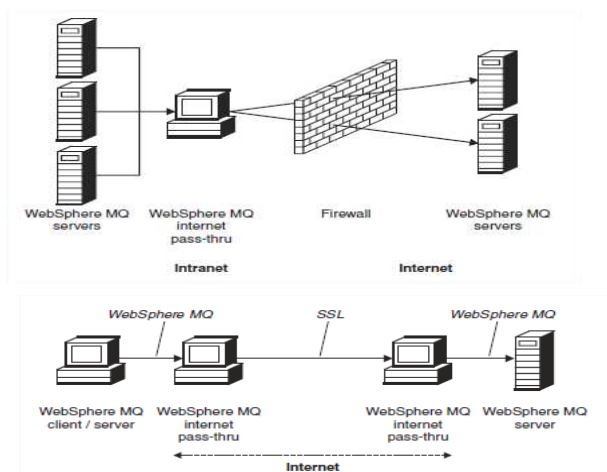 WebSphere MQ servers
WebSphere MQ internet pass-thru
Firewall
WebSphere MQ servers
Intranet
Internet
WebSphere MQ
SSL
WebSphere MQ
WebSphere MQ client / server
WebSphere MQ internet pass-thru
WebSphere MQ internet pass-thru
WebSphere MQ server
Internet